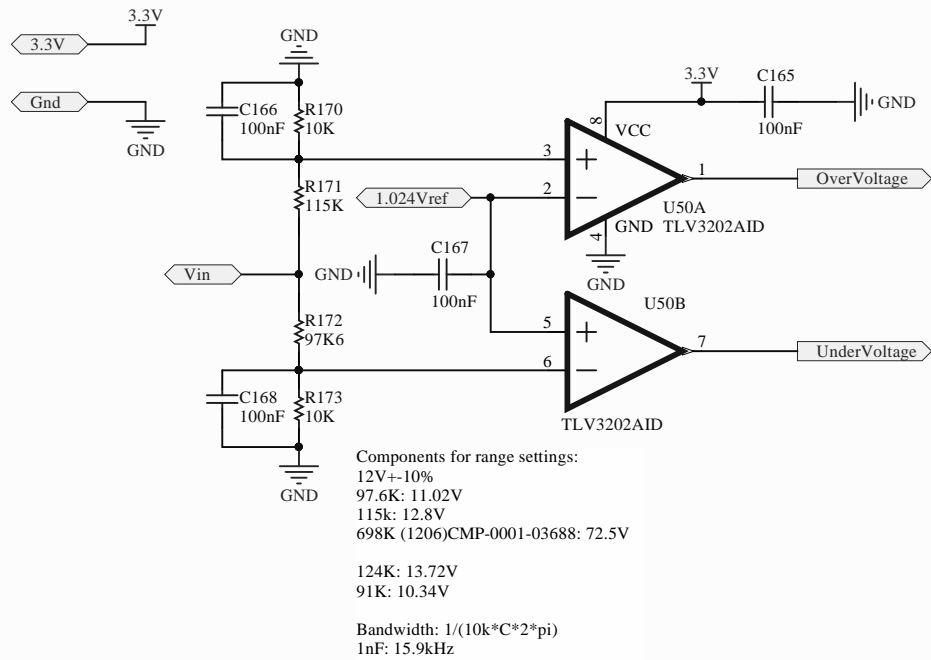 3.3V
3.3V
Gnd
GND
GND
C166
100nF
R170
10K
R171
115K
3.3V
C165
100nF
GND
8
VCC
3
2
1
OverVoltage
1.024Vref
U50A
TLV3202AID
GND
4
GND
Vin
GND
C167
100nF
R172
97K6
U50B
5
6
7
UnderVoltage
C168
100nF
R173
10K
TLV3202AID
GND
Components for range settings:
12V+-10%
97.6K: 11.02V
115k: 12.8V
698K (1206)CMP-0001-03688: 72.5V
124K: 13.72V
91K: 10.34V
Bandwidth: 1/(10k*C*2*pi)
1nF: 15.9kHz